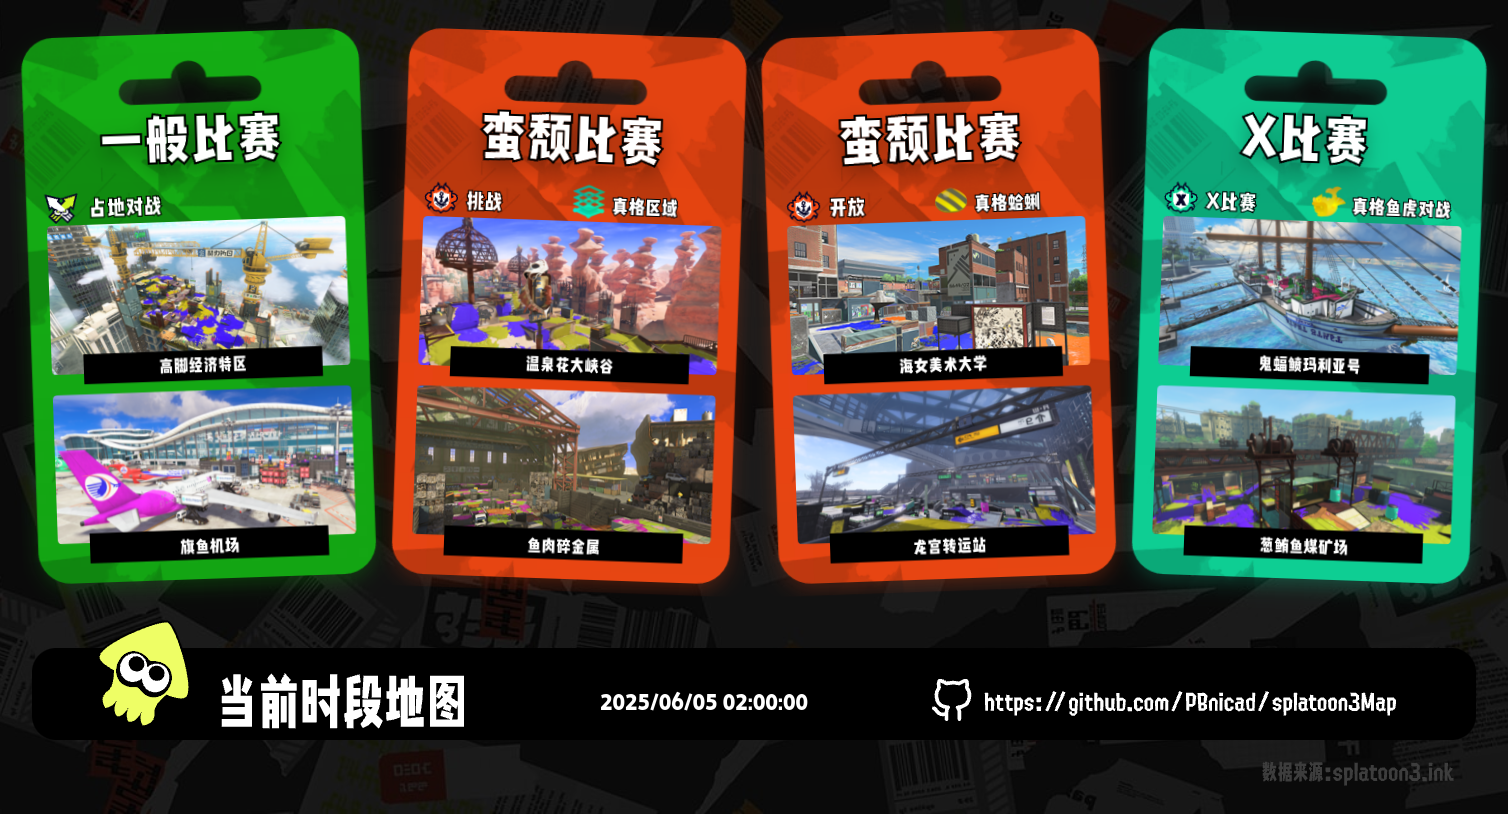 一般比赛
占地对战
高脚经济特区
旗鱼机场
蛮颓比赛
挑战
真格区域
温泉花大峡谷
鱼肉碎金属
蛮颓比赛
开放
真格蛤蜊
海女美术大学
龙宫转运站
X比赛
X比赛
真格鱼虎对战
鬼蝠鲼玛利亚号
葱鲔鱼煤矿场
当前时段地图
2025/06/05 02:00:00
https://github.com/PBnicad/splatoon3Map
数据来源:splatoon3.ink